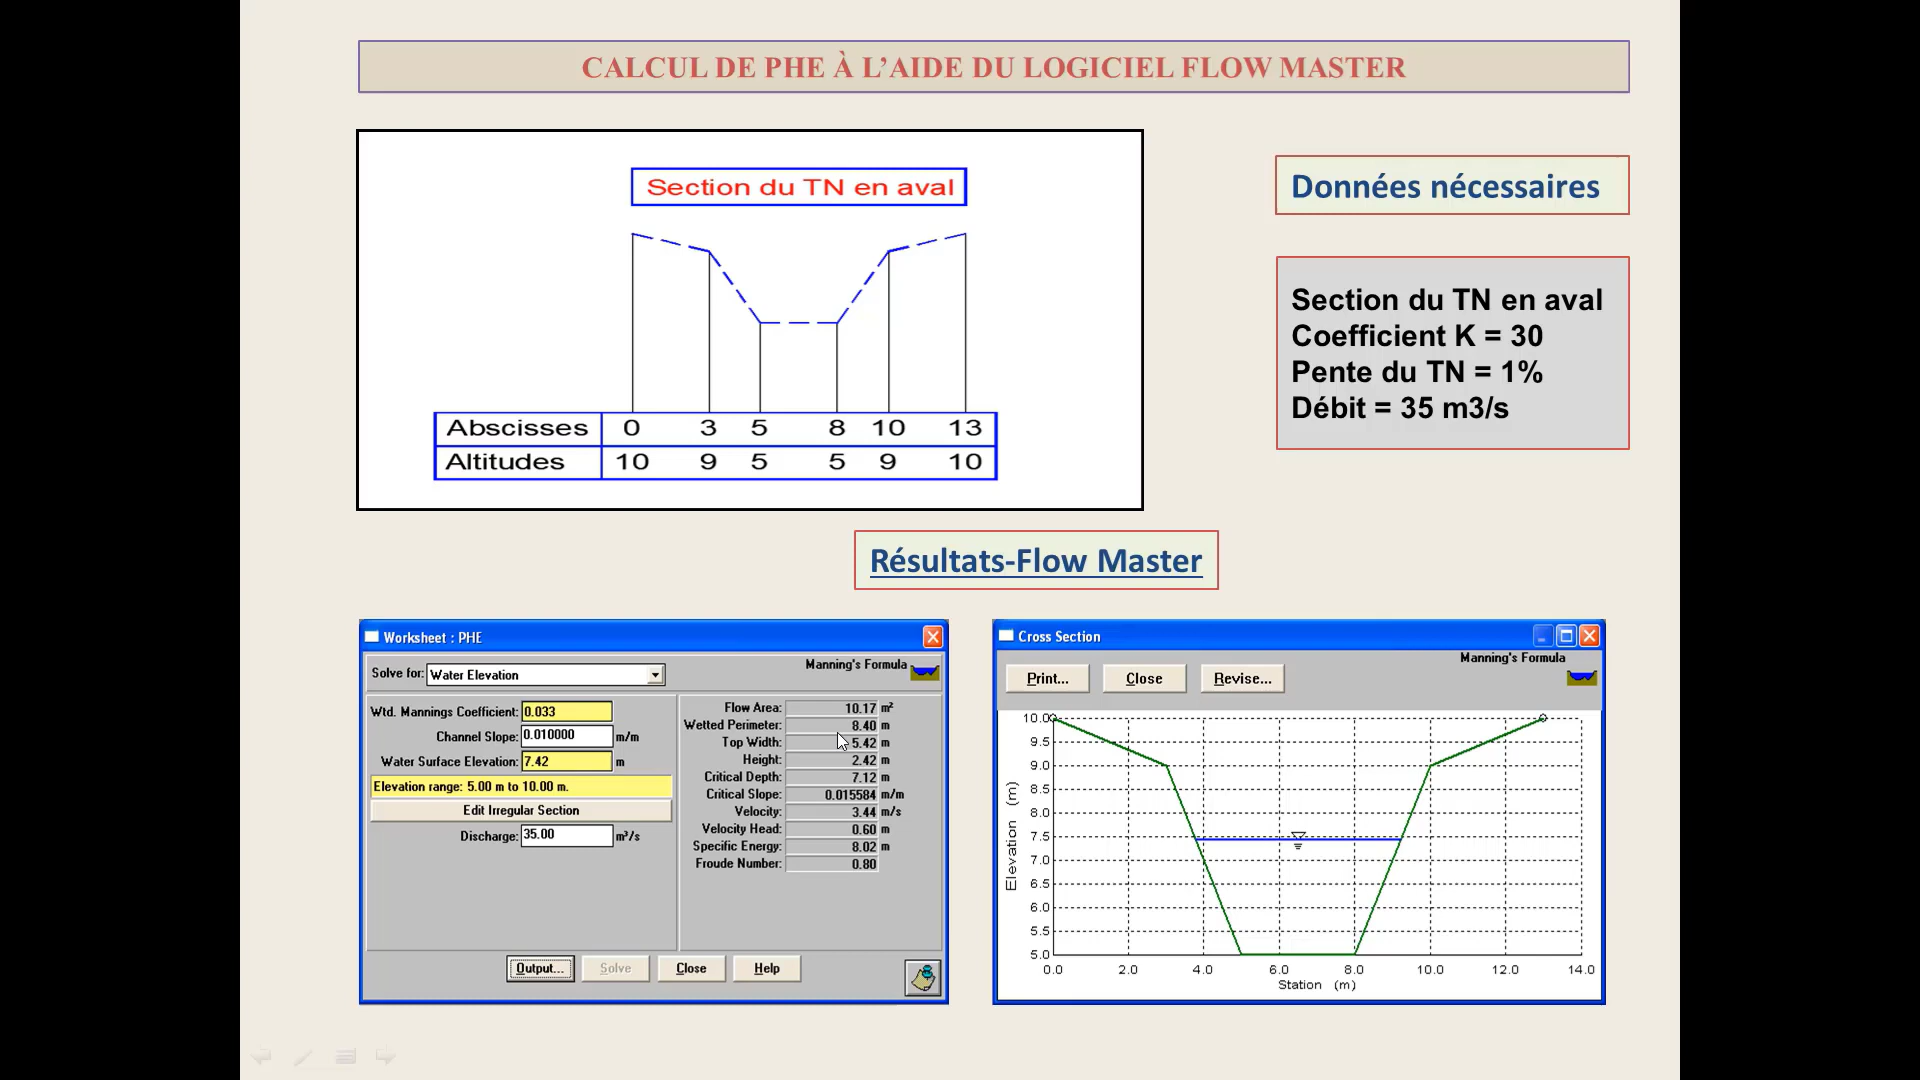 CALCUL DE PHE À L’AIDE DU LOGICIEL FLOW MASTER
Section du TN en aval
Abscisses 0 3 5 8 10 13
Altitudes 10 9 5 5 9 10
Données nécessaires
Section du TN en aval
Coefficient K = 30
Pente du TN = 1%
Débit = 35 m3/s
Résultats-Flow Master
Worksheet : PHE
Solve for: Water Elevation
Manning's Formula
Wtd. Mannings Coefficient: 0.033
Channel Slope: 0.010000 m/m
Water Surface Elevation: 7.42 m
Elevation range: 5.00 m to 10.00 m.
Edit Irregular Section
Discharge: 35.00 m³/s
Flow Area: 10.17 m²
Wetted Perimeter: 8.40 m
Top Width: 5.42 m
Height: 2.42 m
Critical Depth: 7.12 m
Critical Slope: 0.015584 m/m
Velocity: 3.44 m/s
Velocity Head: 0.60 m
Specific Energy: 8.02 m
Froude Number: 0.80
Output... Solve Close Help
Cross Section
Manning's Formula
Print... Close Revise...
Elevation (m)
10.0
9.5
9.0
8.5
8.0
7.5
7.0
6.5
6.0
5.5
5.0
0.0 2.0 4.0 6.0 8.0 10.0 12.0 14.0
Station (m)